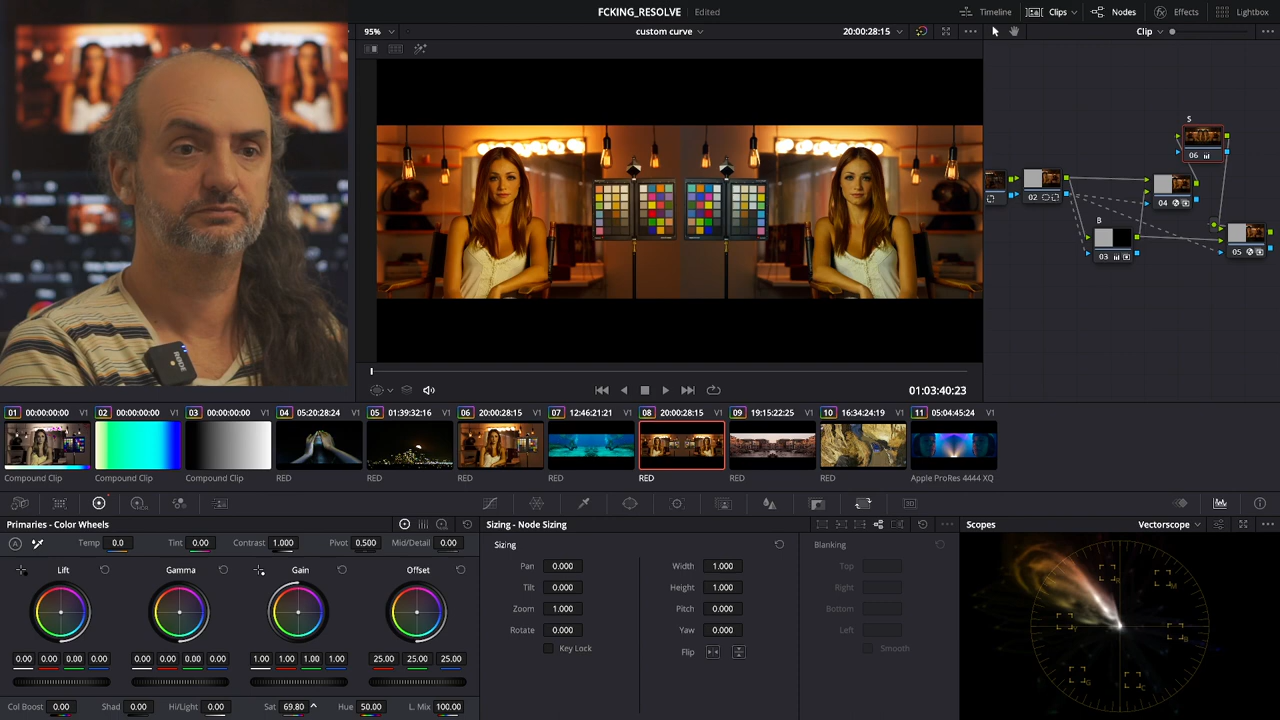 FCKING_RESOLVE Edited
Timeline Clips Nodes Effects Lightbox
95% custom curve 20:00:28:15 Clip
S
06
02
04
B
03
05
RØDE
01:03:40:23
01 00:00:00:00 V1 02 00:00:00:00 V1 03 00:00:00:00 V1 04 05:20:28:24 V1 05 01:39:32:16 V1 06 20:00:28:15 V1 07 12:46:21:21 V1 08 20:00:28:15 V1 09 19:15:22:25 V1 10 16:34:24:19 V1 11 05:04:45:24 V1
Compound Clip Compound Clip Compound Clip RED RED RED RED RED RED RED Apple ProRes 4444 XQ
Primaries - Color Wheels
Temp 0.0 Tint 0.00 Contrast 1.000 Pivot 0.500 Mid/Detail 0.00
Lift Gamma Gain Offset
0.00 0.00 0.00 0.00 0.00 0.00 0.00 0.00 1.00 1.00 1.00 1.00 25.00 25.00 25.00
Col Boost 0.00 Shad 0.00 Hi/Light 0.00 Sat 69.80 Hue 50.00 L. Mix 100.00
Sizing - Node Sizing
Sizing
Pan 0.000 Width 1.000
Tilt 0.000 Height 1.000
Zoom 1.000 Pitch 0.000
Rotate 0.000 Yaw 0.000
Key Lock Flip
Blanking
Top
Right
Bottom
Left
Smooth
Scopes Vectorscope
R
M
B
C
G
Y